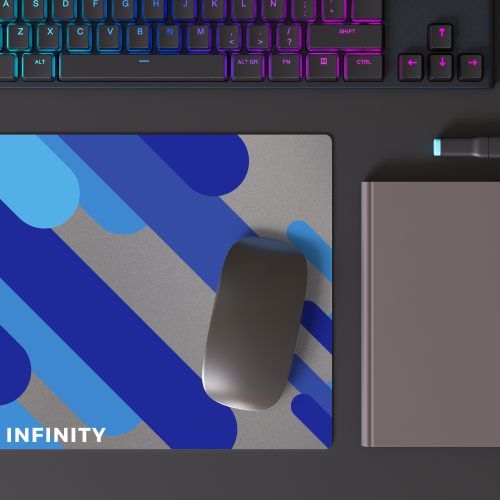 A S D F G H J K L N
Z X C V B N M < , > . ? /
SHIFT
ALT
ALT GR FN CTRL
INFINITY